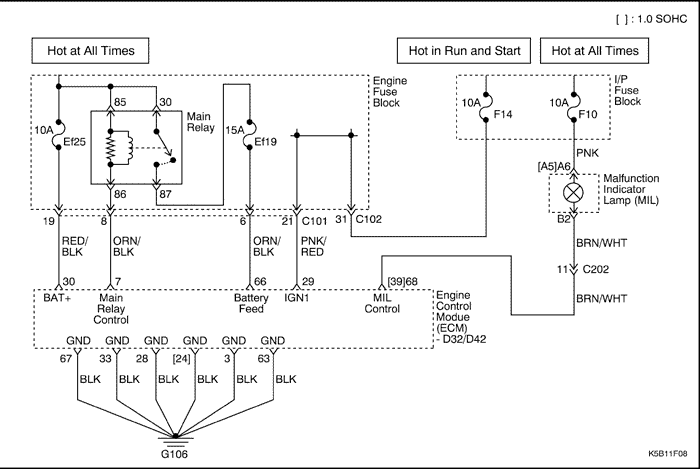 [ ] : 1.0 SOHC
Hot at All Times
Hot in Run and Start
Hot at All Times
Engine
Fuse
Block
I/P
Fuse
Block
85
30
Main
Relay
10A
Ef25
15A
Ef19
10A
F14
10A
F10
86
87
PNK
[A5]A6
Malfunction
Indicator
Lamp (MIL)
19
8
6
21
C101
31
C102
B2
RED/
BLK
ORN/
BLK
ORN/
BLK
PNK/
RED
BRN/WHT
11
C202
30
7
66
29
[39]68
BRN/WHT
BAT+
Main
Relay
Control
Battery
Feed
IGN1
MIL
Control
Engine
Control
Modue
(ECM)
- D32/D42
GND
GND
GND
GND
GND
GND
67
33
28
[24]
3
63
BLK
BLK
BLK
BLK
BLK
BLK
G106
K5B11F08